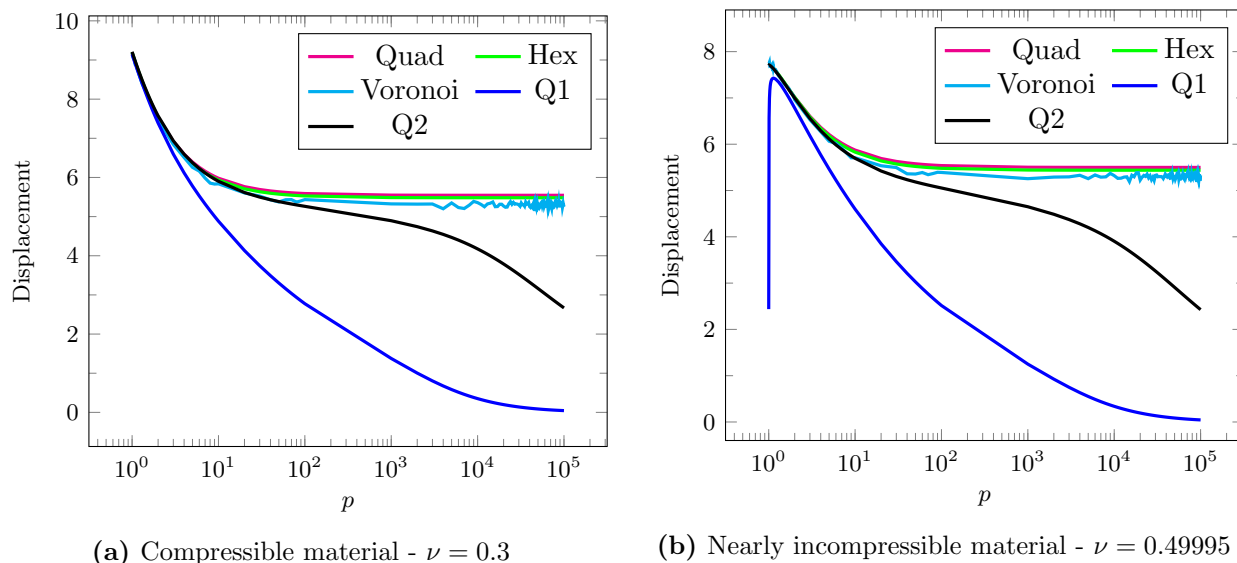 10
8
6
4
2
0
Displacement
Quad
Hex
Voronoi
Q1
Q2
10^0
10^1
10^2
10^3
10^4
10^5
p
(a) Compressible material - ν = 0.3
8
6
4
2
0
Displacement
Quad
Hex
Voronoi
Q1
Q2
10^0
10^1
10^2
10^3
10^4
10^5
p
(b) Nearly incompressible material - ν = 0.49995